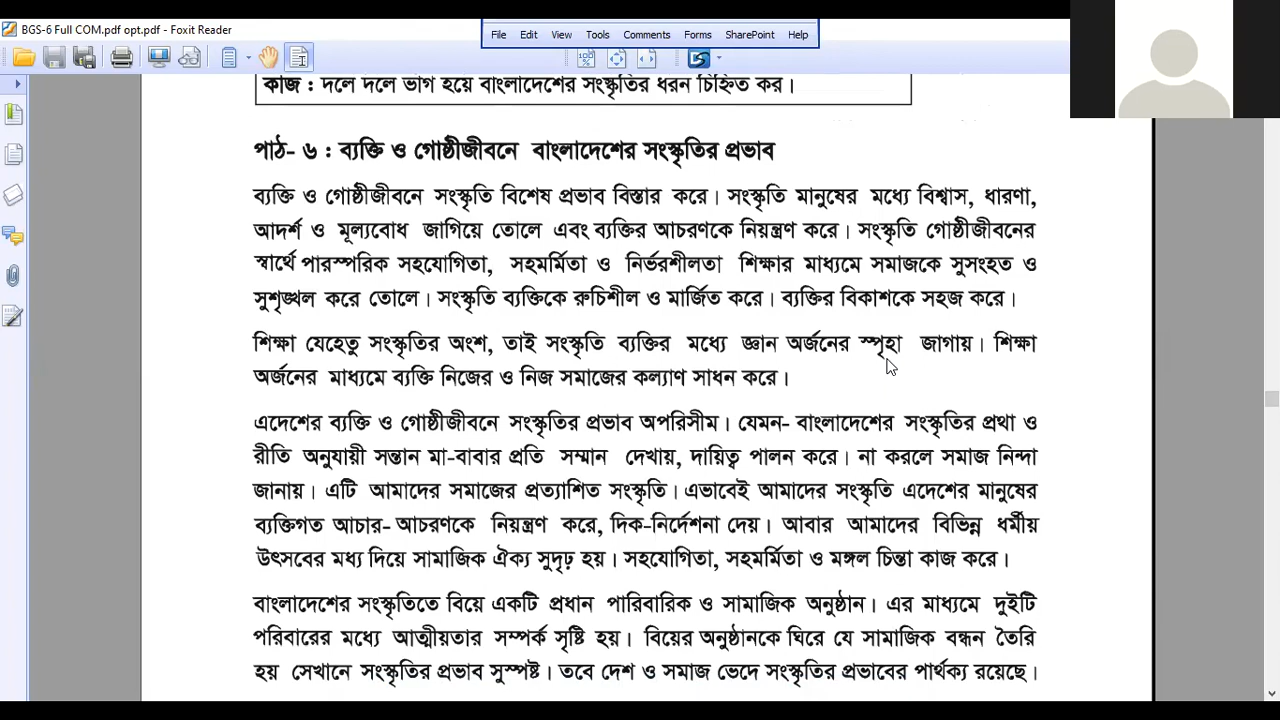 BGS-6 Full COM.pdf opt.pdf - Foxit Reader
File Edit View Tools Comments Forms SharePoint Help
কাজ : দলে দলে ভাগ হয়ে বাংলাদেশের সংস্কৃতির ধরন চিহ্নিত কর।
পাঠ- ৬ : ব্যক্তি ও গোষ্ঠীজীবনে বাংলাদেশের সংস্কৃতির প্রভাব
ব্যক্তি ও গোষ্ঠীজীবনে সংস্কৃতি বিশেষ প্রভাব বিস্তার করে। সংস্কৃতি মানুষের মধ্যে বিশ্বাস, ধারণা,
আদর্শ ও মূল্যবোধ জাগিয়ে তোলে এবং ব্যক্তির আচরণকে নিয়ন্ত্রণ করে। সংস্কৃতি গোষ্ঠীজীবনের
স্বার্থে পারস্পরিক সহযোগিতা, সহমর্মিতা ও নির্ভরশীলতা শিক্ষার মাধ্যমে সমাজকে সুসংহত ও
সুশৃঙ্খল করে তোলে। সংস্কৃতি ব্যক্তিকে রুচিশীল ও মার্জিত করে। ব্যক্তির বিকাশকে সহজ করে।
শিক্ষা যেহেতু সংস্কৃতির অংশ, তাই সংস্কৃতি ব্যক্তির মধ্যে জ্ঞান অর্জনের স্পৃহা জাগায়। শিক্ষা
অর্জনের মাধ্যমে ব্যক্তি নিজের ও নিজ সমাজের কল্যাণ সাধন করে।
এদেশের ব্যক্তি ও গোষ্ঠীজীবনে সংস্কৃতির প্রভাব অপরিসীম। যেমন- বাংলাদেশের সংস্কৃতির প্রথা ও
রীতি অনুযায়ী সন্তান মা-বাবার প্রতি সম্মান দেখায়, দায়িত্ব পালন করে। না করলে সমাজ নিন্দা
জানায়। এটি আমাদের সমাজের প্রত্যাশিত সংস্কৃতি। এভাবেই আমাদের সংস্কৃতি এদেশের মানুষের
ব্যক্তিগত আচার- আচরণকে নিয়ন্ত্রণ করে, দিক-নির্দেশনা দেয়। আবার আমাদের বিভিন্ন ধর্মীয়
উৎসবের মধ্য দিয়ে সামাজিক ঐক্য সুদৃঢ় হয়। সহযোগিতা, সহমর্মিতা ও মঙ্গল চিন্তা কাজ করে।
বাংলাদেশের সংস্কৃতিতে বিয়ে একটি প্রধান পারিবারিক ও সামাজিক অনুষ্ঠান। এর মাধ্যমে দুইটি
পরিবারের মধ্যে আত্মীয়তার সম্পর্ক সৃষ্টি হয়। বিয়ের অনুষ্ঠানকে ঘিরে যে সামাজিক বন্ধন তৈরি
হয় সেখানে সংস্কৃতির প্রভাব সুস্পষ্ট। তবে দেশ ও সমাজ ভেদে সংস্কৃতির প্রভাবের পার্থক্য রয়েছে।